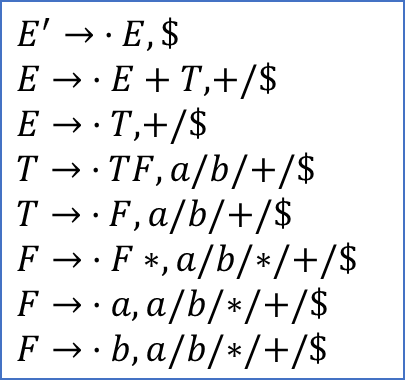 E′ → · E, $
E → · E + T,+/$
E → · T,+/$
T → · TF, a/b/+/$
T → · F, a/b/+/$
F → · F ∗, a/b/∗/+/$
F → · a, a/b/∗/+/$
F → · b, a/b/∗/+/$